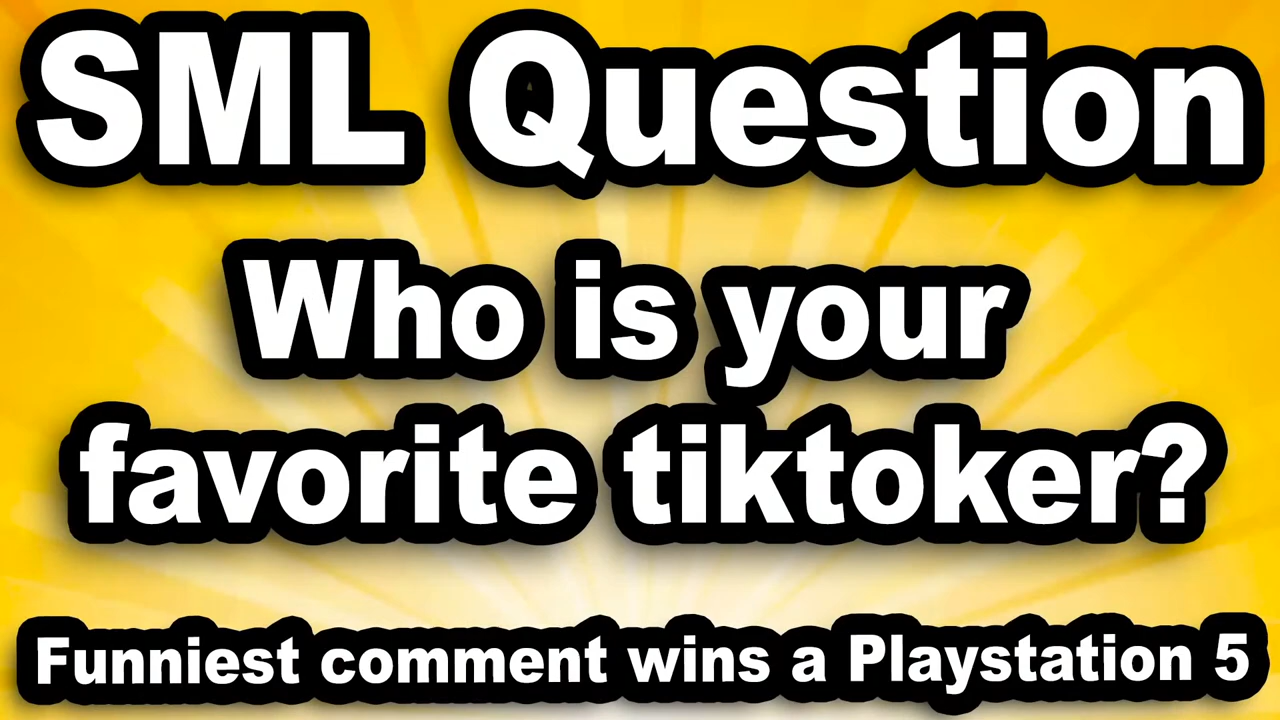 SML Question
Who is your
favorite tiktoker?
Funniest comment wins a Playstation 5